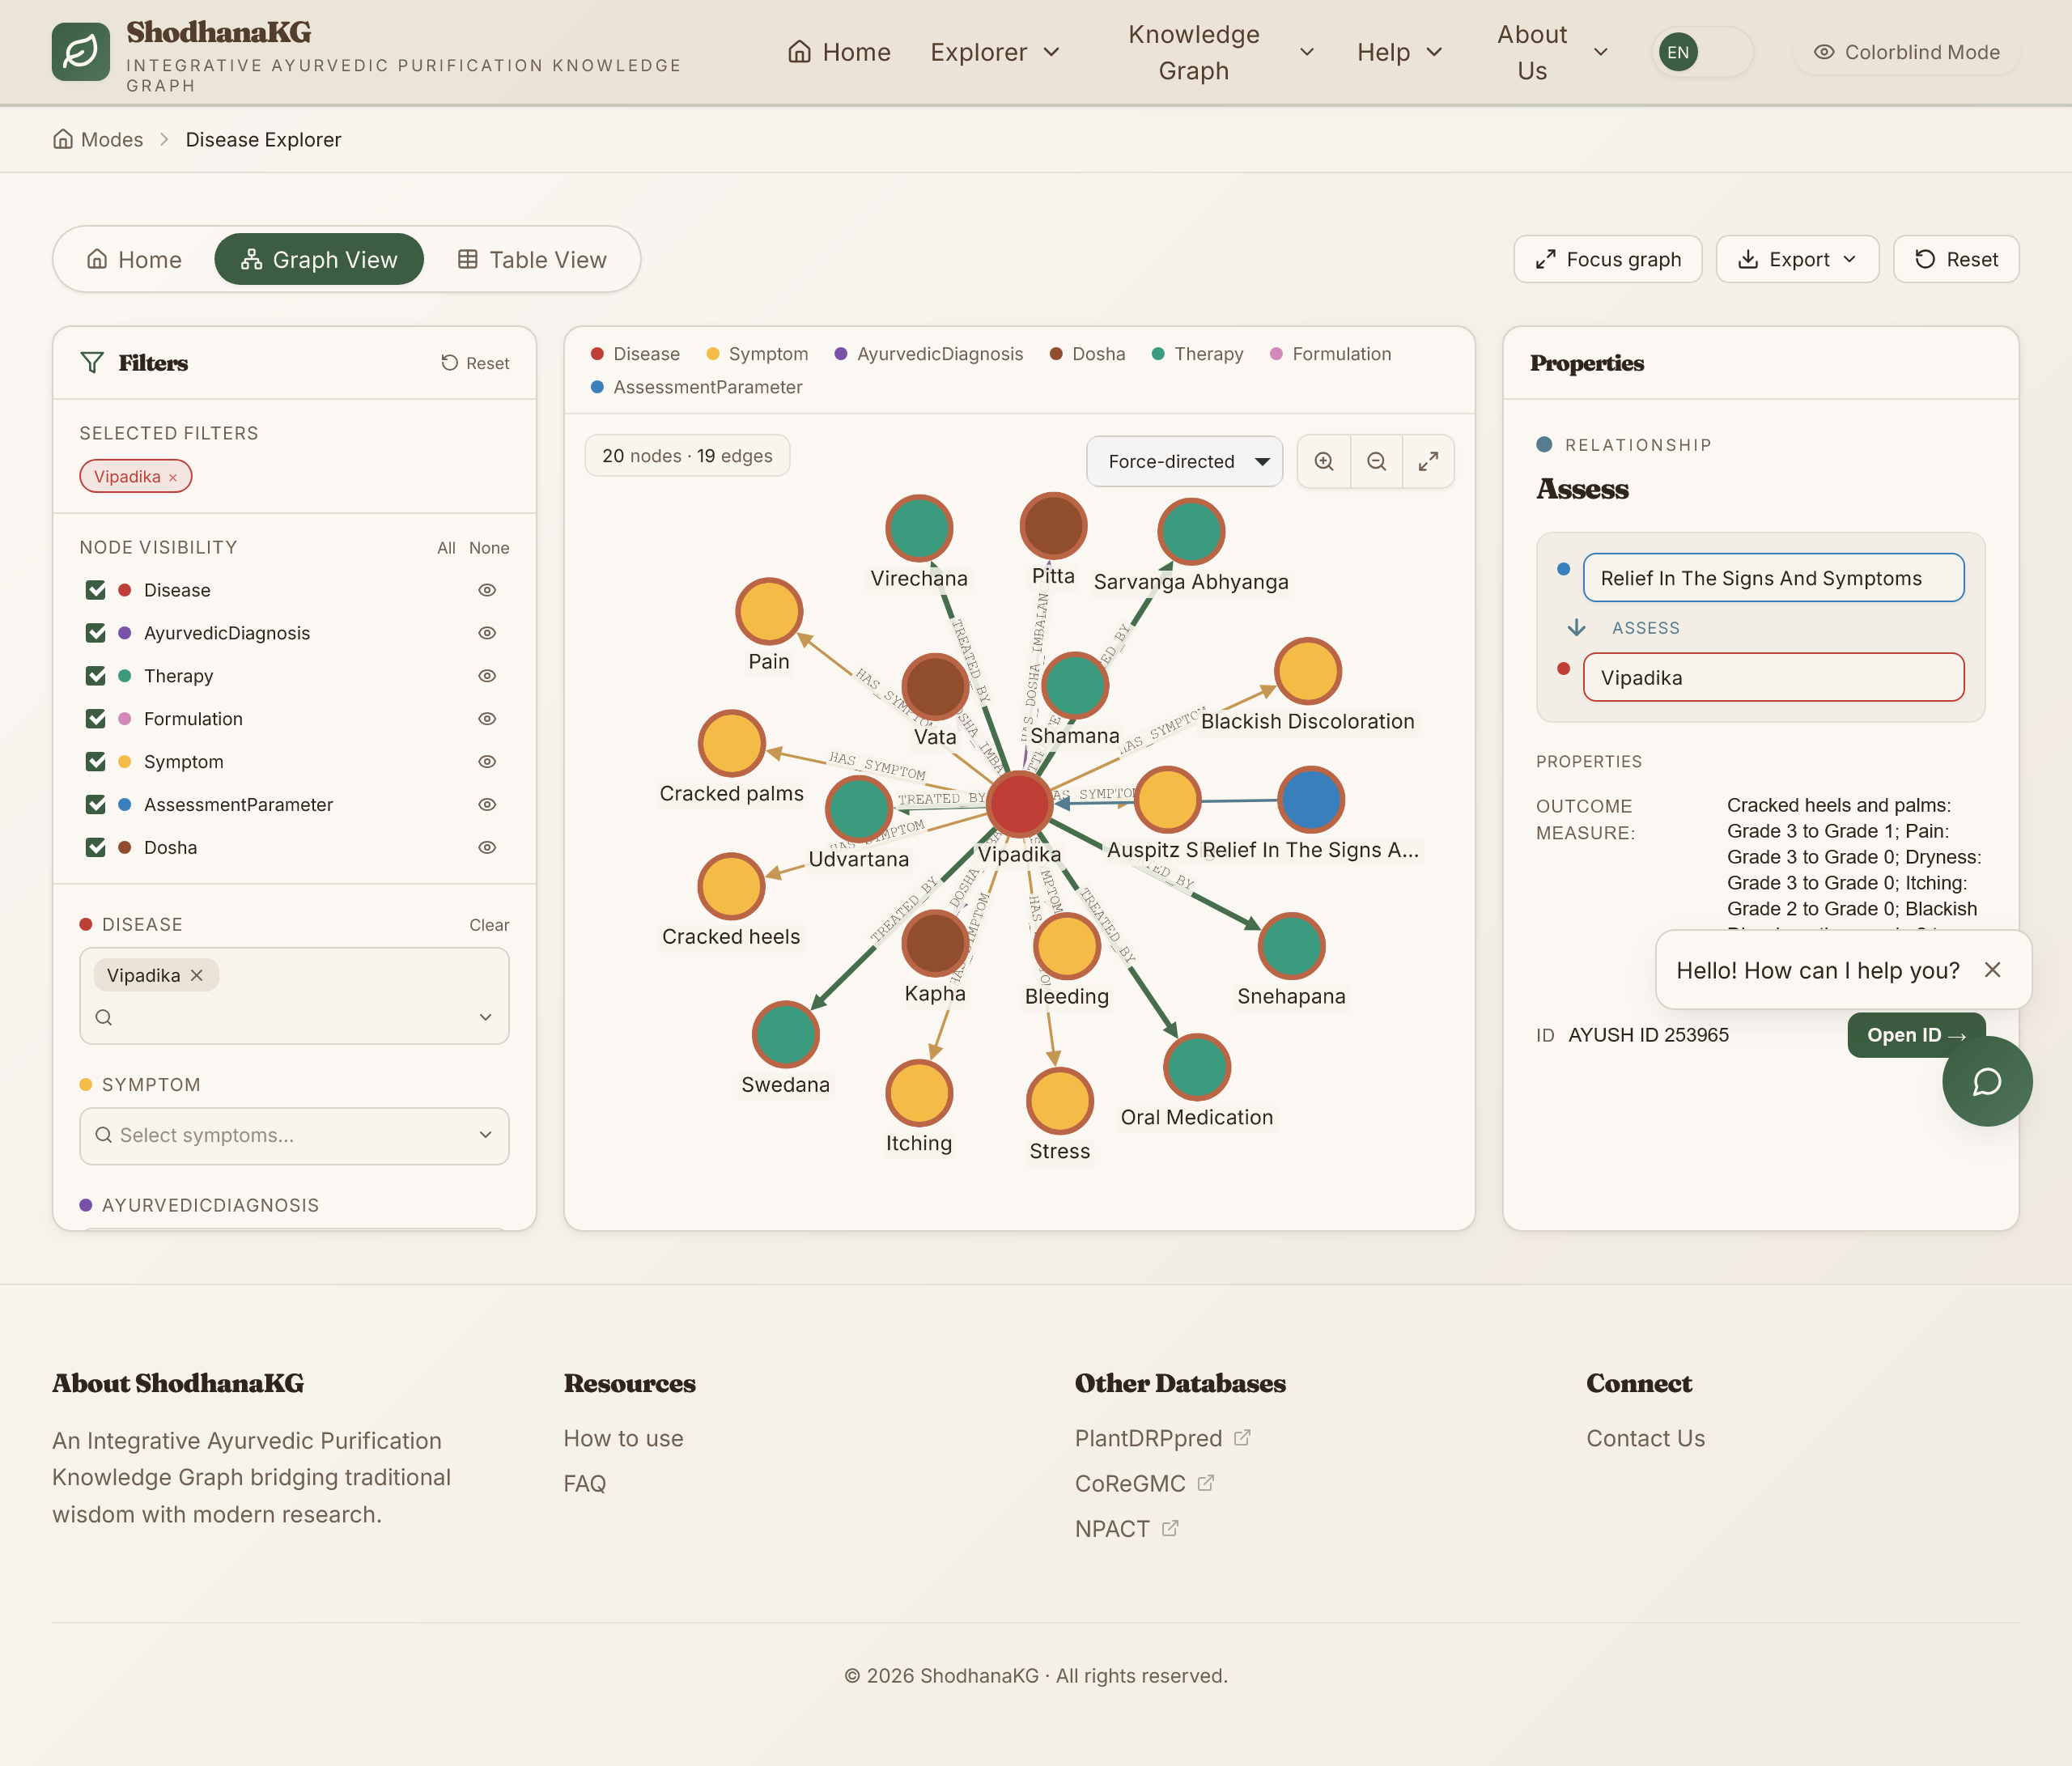 ShodhanaKG
INTEGRATIVE AYURVEDIC PURIFICATION KNOWLEDGE
GRAPH
Home
Explorer
Knowledge
Graph
Help
About
Us
EN
Colorblind Mode
Modes
Disease Explorer
Home
Graph View
Table View
Focus graph
Export
Reset
Filters
Reset
SELECTED FILTERS
Vipadika ×
NODE VISIBILITY
All None
Disease
AyurvedicDiagnosis
Therapy
Formulation
Symptom
AssessmentParameter
Dosha
DISEASE
Clear
Vipadika
SYMPTOM
Select symptoms...
AYURVEDICDIAGNOSIS
Disease Symptom AyurvedicDiagnosis Dosha Therapy Formulation
AssessmentParameter
20 nodes · 19 edges
Force-directed
Virechana
Pitta
Sarvanga Abhyanga
Pain
TREATED_BY
Vata
Shamana
Blackish Discoloration
Cracked palms
HAS_SYMPTOM
TREATED_BY
Udvartana
Vipadika
Auspitz S
Relief In The Signs A...
Cracked heels
TREATED_BY
TREATED_BY
Kapha
Bleeding
Snehapana
Swedana
Itching
Stress
Oral Medication
Properties
RELATIONSHIP
Assess
Relief In The Signs And Symptoms
ASSESS
Vipadika
PROPERTIES
OUTCOME
MEASURE:
Cracked heels and palms:
Grade 3 to Grade 1; Pain:
Grade 3 to Grade 0; Dryness:
Grade 3 to Grade 0; Itching:
Grade 2 to Grade 0; Blackish
Hello! How can I help you?
ID AYUSH ID 253965
Open ID →
About ShodhanaKG
An Integrative Ayurvedic Purification
Knowledge Graph bridging traditional
wisdom with modern research.
Resources
How to use
FAQ
Other Databases
PlantDRPpred
CoReGMC
NPACT
Connect
Contact Us
© 2026 ShodhanaKG · All rights reserved.